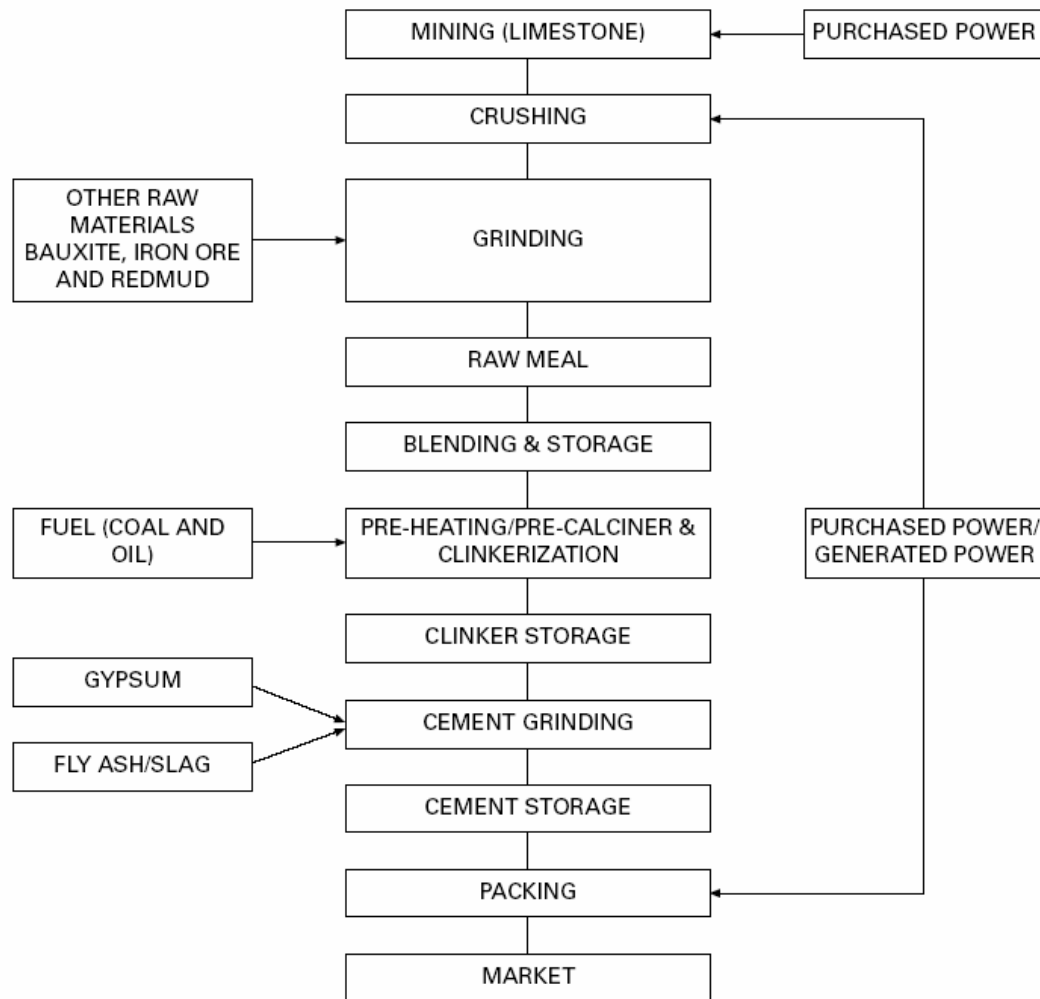 MINING (LIMESTONE)
PURCHASED POWER
CRUSHING
OTHER RAW
MATERIALS
BAUXITE, IRON ORE
AND REDMUD
GRINDING
RAW MEAL
BLENDING & STORAGE
FUEL (COAL AND
OIL)
PRE-HEATING/PRE-CALCINER &
CLINKERIZATION
PURCHASED POWER/
GENERATED POWER
CLINKER STORAGE
GYPSUM
CEMENT GRINDING
FLY ASH/SLAG
CEMENT STORAGE
PACKING
MARKET